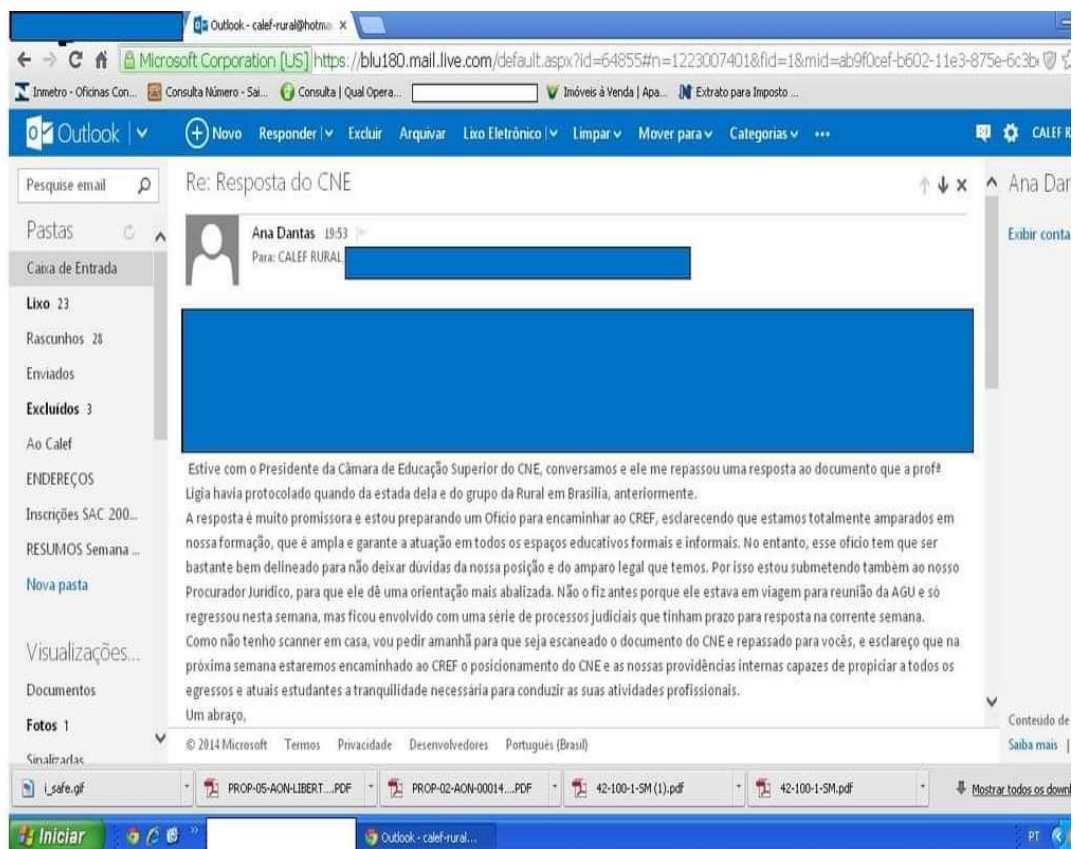 Outlook - calef-rural@hotma
Microsoft Corporation [US] https://blu180.mail.live.com/default.aspx?id=64855#n=1223007401&fid=1&mid=ab9f0cef-b602-11e3-875e-6c3b
Inmetro - Oficinas Con... Consulta Número - Sai... Consulta | Qual Opera... Imóveis à Venda | Apa... Extrato para Imposto ...
Outlook Novo Responder Excluir Arquivar Lixo Eletrônico Limpar Mover para Categorias ... CALEF R
Pesquise email
Re: Resposta do CNE
Ana Dan
Pastas
Ana Dantas 19:53
Exibir conta
Para: CALEF RURAL
Caixa de Entrada
Lixo 23
Rascunhos 28
Enviados
Excluídos 3
Ao Calef
ENDEREÇOS
Inscrições SAC 200...
RESUMOS Semana ...
Nova pasta
Visualizações...
Documentos
Fotos 1
Sinalizadas
Estive com o Presidente da Câmara de Educação Superior do CNE, conversamos e ele me repassou uma resposta ao documento que a profª
Ligia havia protocolado quando da estada dela e do grupo da Rural em Brasilia, anteriormente.
A resposta é muito promissora e estou preparando um Oficio para encaminhar ao CREF, esclarecendo que estamos totalmente amparados em
nossa formação, que é ampla e garante a atuação em todos os espaços educativos formais e informais. No entanto, esse oficio tem que ser
bastante bem delineado para não deixar dúvidas da nossa posição e do amparo legal que temos. Por isso estou submetendo também ao nosso
Procurador Jurídico, para que ele dê uma orientação mais abalizada. Não o fiz antes porque ele estava em viagem para reunião da AGU e só
regressou nesta semana, mas ficou envolvido com uma série de processos judiciais que tinham prazo para resposta na corrente semana.
Como não tenho scanner em casa, vou pedir amanhã para que seja escaneado o documento do CNE e repassado para vocês, e esclareço que na
próxima semana estaremos encaminhado ao CREF o posicionamento do CNE e as nossas providências internas capazes de propiciar a todos os
egressos e atuais estudantes a tranquilidade necessária para conduzir as suas atividades profissionais.
Um abraço,
Conteúdo de
© 2014 Microsoft Termos Privacidade Desenvolvedores Português (Brasil)
Saiba mais |
i_safe.gif PROP-05-AON-LIBERT....PDF PROP-02-AON-00014....PDF 42-100-1-SM (1).pdf 42-100-1-SM.pdf Mostrar todos os downl
Iniciar Outlook - calef-rural... PT